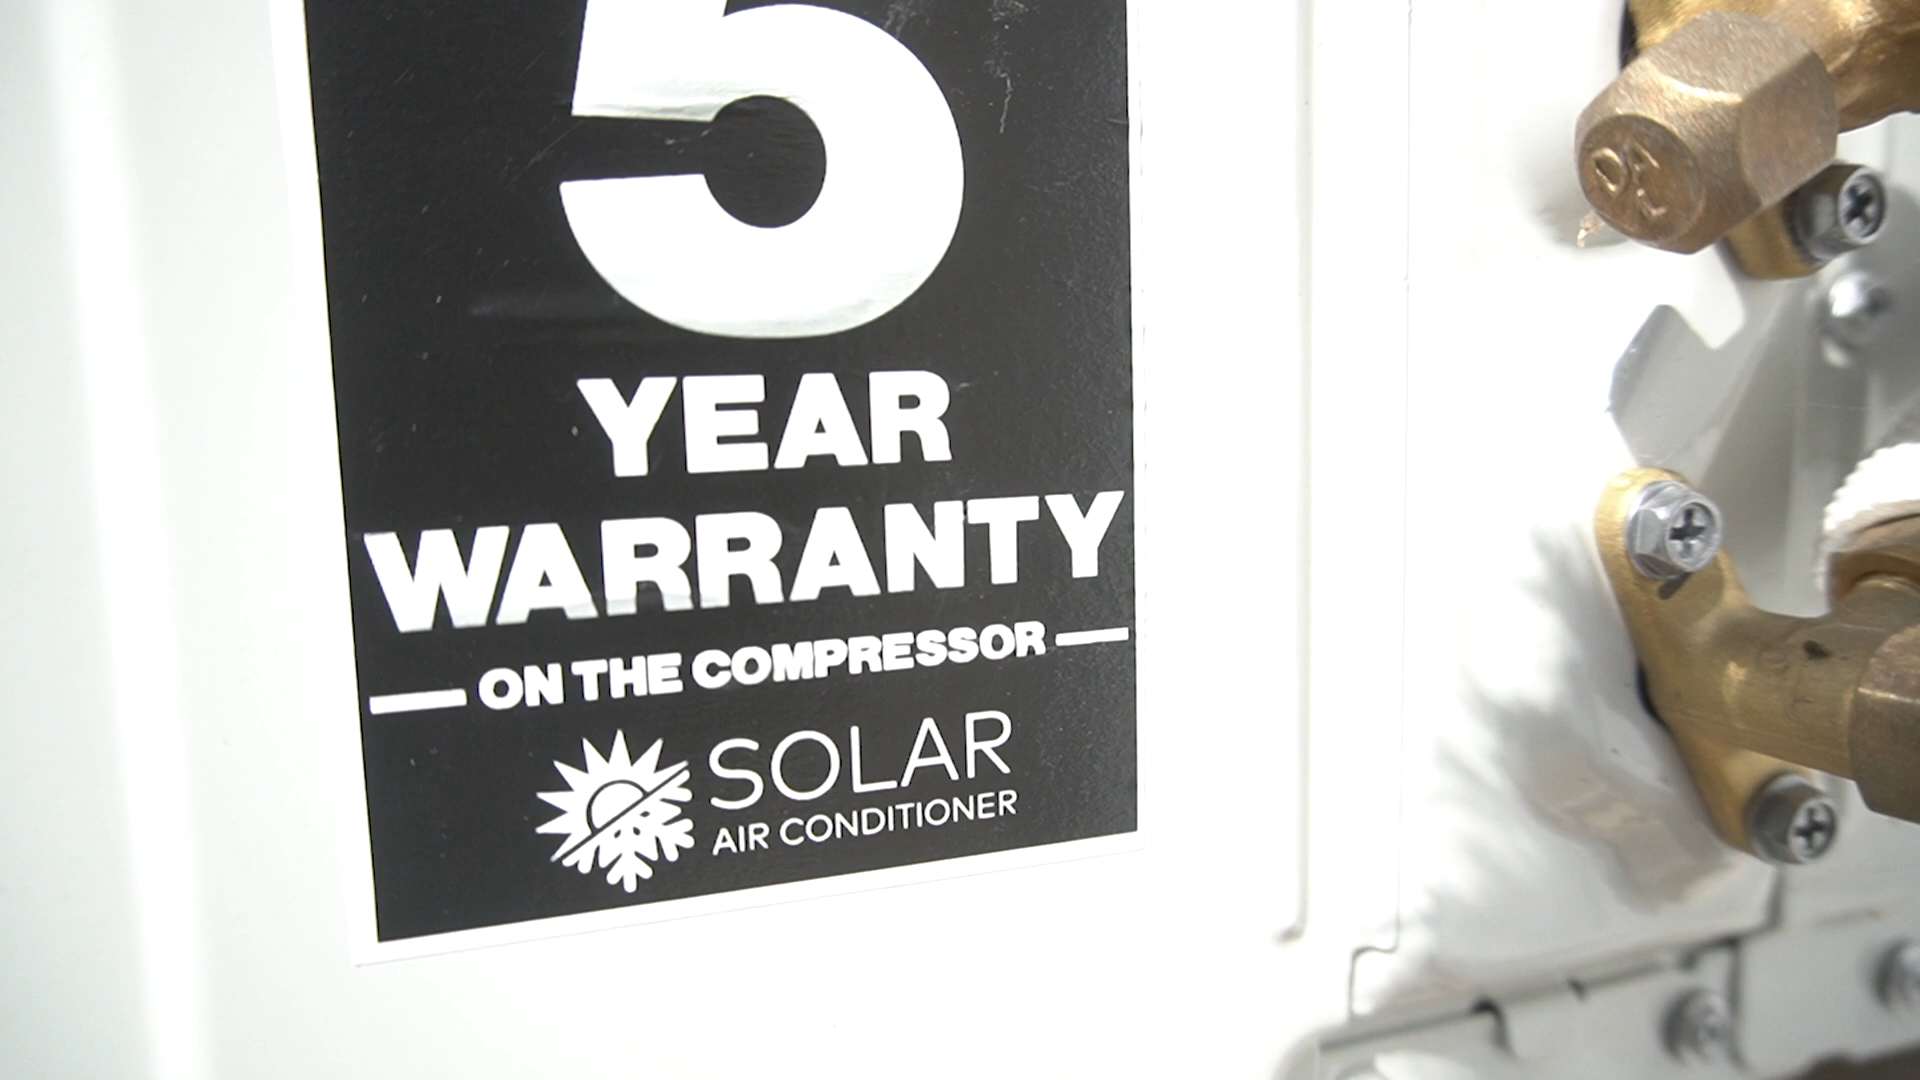 5
YEAR
WARRANTY
ON THE COMPRESSOR
SOLAR
AIR CONDITIONER